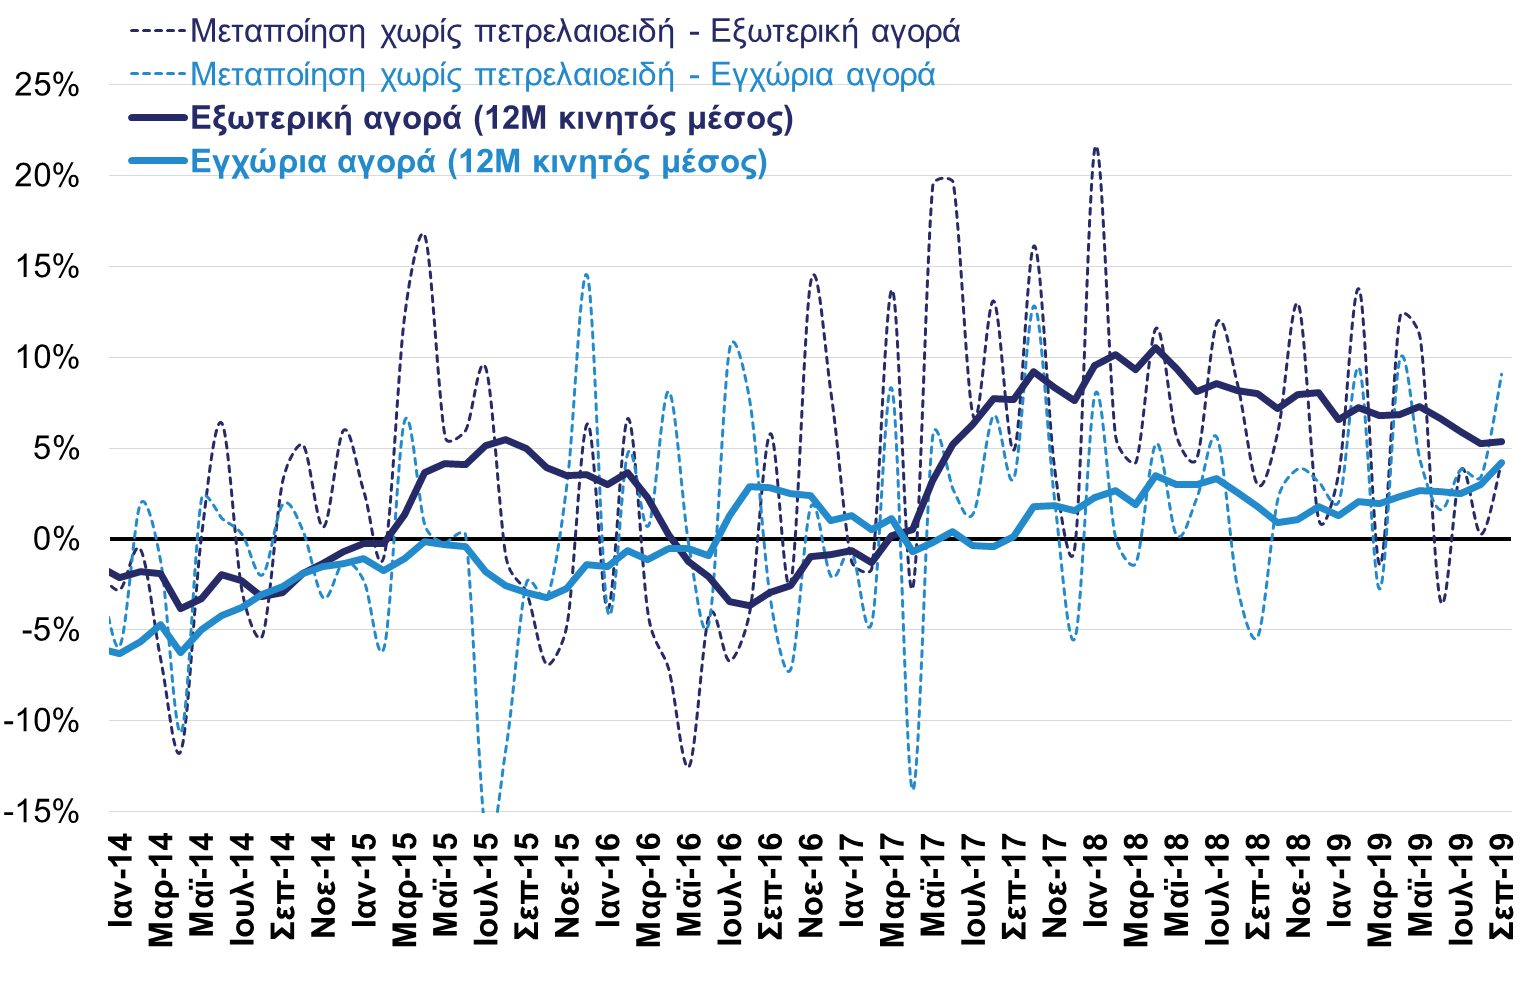 Μεταποίηση χωρίς πετρελαιοειδή - Εξωτερική αγορά
Μεταποίηση χωρίς πετρελαιοειδή - Εγχώρια αγορά
Εξωτερική αγορά (12Μ κινητός μέσος)
Εγχώρια αγορά (12Μ κινητός μέσος)
25%
20%
15%
10%
5%
0%
-5%
-10%
-15%
Ιαν-14
Μαρ-14
Μαϊ-14
Ιουλ-14
Σεπ-14
Νοε-14
Ιαν-15
Μαρ-15
Μαϊ-15
Ιουλ-15
Σεπ-15
Νοε-15
Ιαν-16
Μαρ-16
Μαϊ-16
Ιουλ-16
Σεπ-16
Νοε-16
Ιαν-17
Μαρ-17
Μαϊ-17
Ιουλ-17
Σεπ-17
Νοε-17
Ιαν-18
Μαρ-18
Μαϊ-18
Ιουλ-18
Σεπ-18
Νοε-18
Ιαν-19
Μαρ-19
Μαϊ-19
Ιουλ-19
Σεπ-19